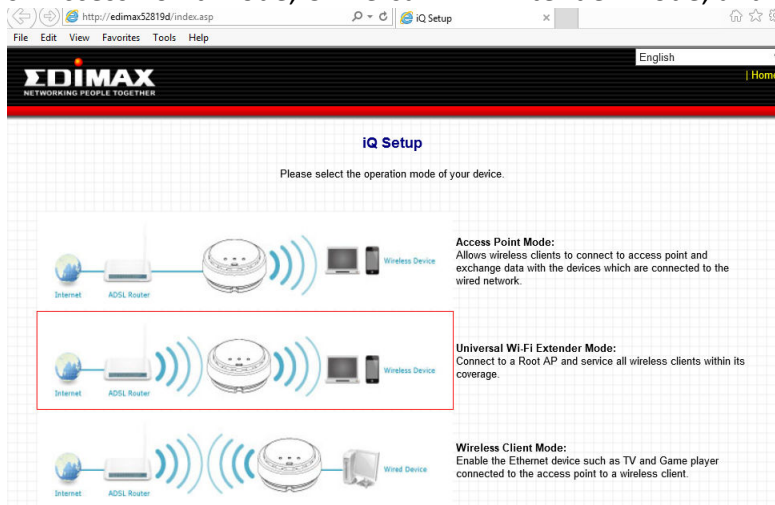 http://edimax52819d/index.asp
iQ Setup
File Edit View Favorites Tools Help
English
EDIMAX
NETWORKING PEOPLE TOGETHER
| Home
iQ Setup
Please select the operation mode of your device.
Internet
ADSL Router
Wireless Device
Access Point Mode:
Allows wireless clients to connect to access point and
exchange data with the devices which are connected to the
wired network.
Internet
ADSL Router
Wireless Device
Universal Wi-Fi Extender Mode:
Connect to a Root AP and service all wireless clients within its
coverage.
Internet
ADSL Router
Wired Device
Wireless Client Mode:
Enable the Ethernet device such as TV and Game player
connected to the access point to a wireless client.